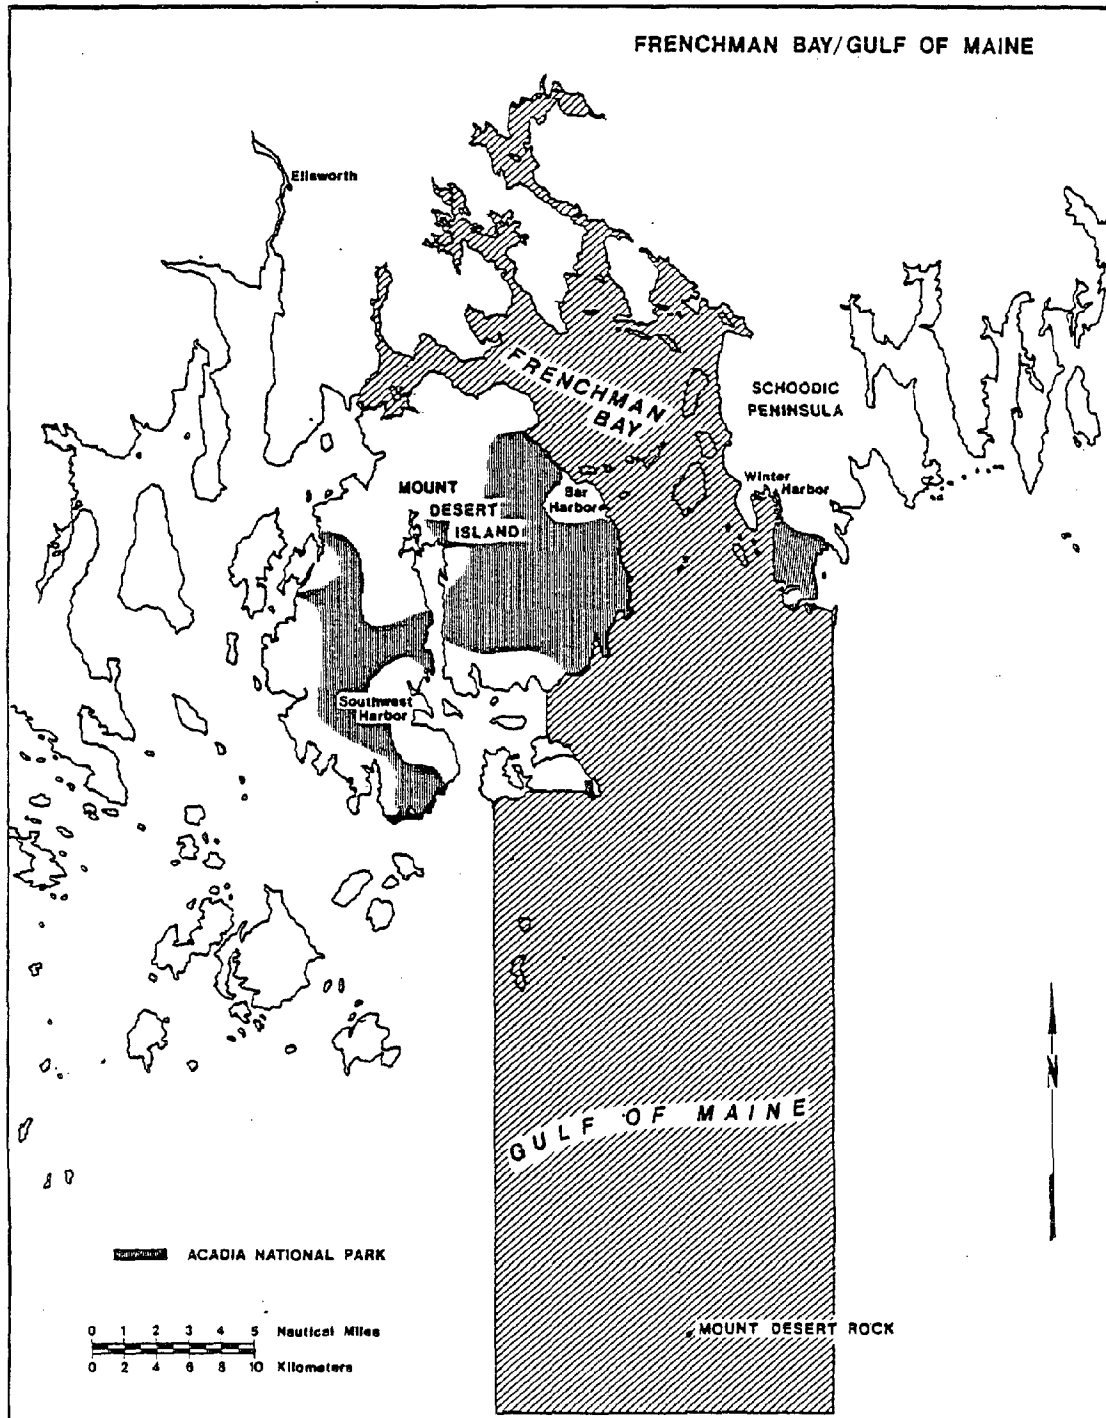 FRENCHMAN BAY/GULF OF MAINE
Ellsworth
FRENCHMAN
BAY
SCHOODIC
PENINSULA
Winter
Harbor
MOUNT
DESERT
ISLAND
Bar
Harbor
Southwest
Harbor
GULF OF MAINE
N
ACADIA NATIONAL PARK
MOUNT DESERT ROCK
0 1 2 3 4 5 Nautical Miles
0 2 4 6 8 10 Kilometers